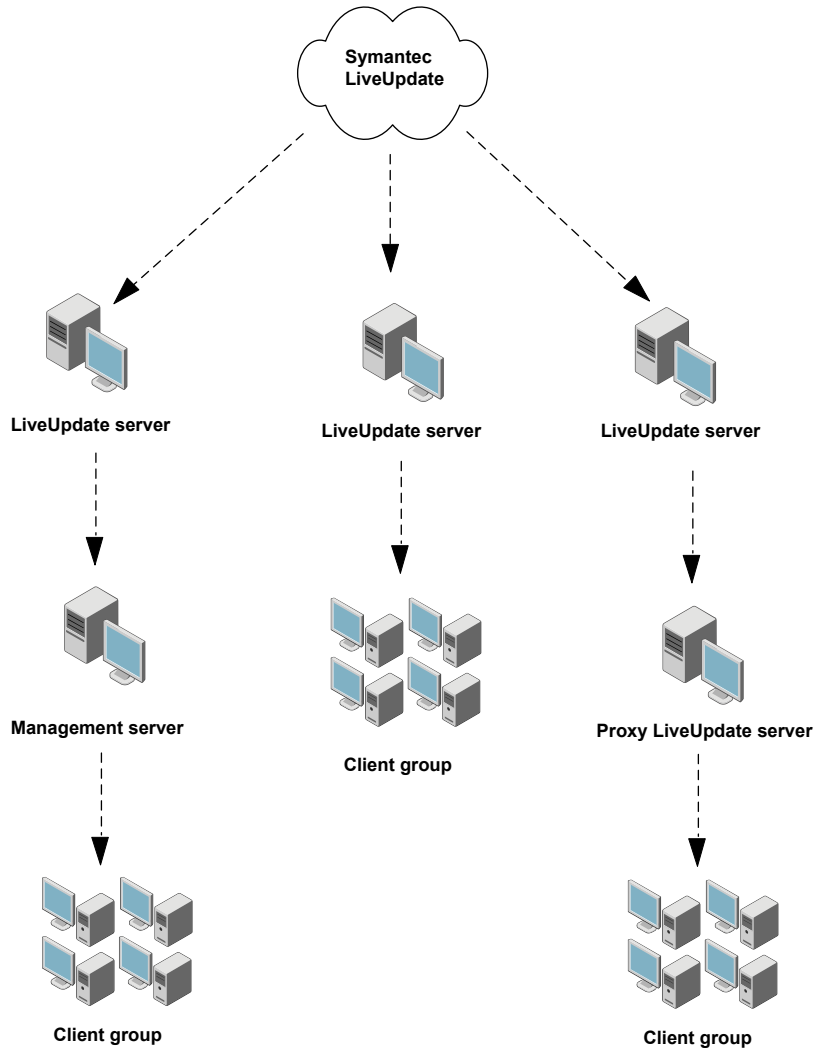 Symantec
LiveUpdate
LiveUpdate server
LiveUpdate server
LiveUpdate server
Management server
Proxy LiveUpdate server
Client group
Client group
Client group